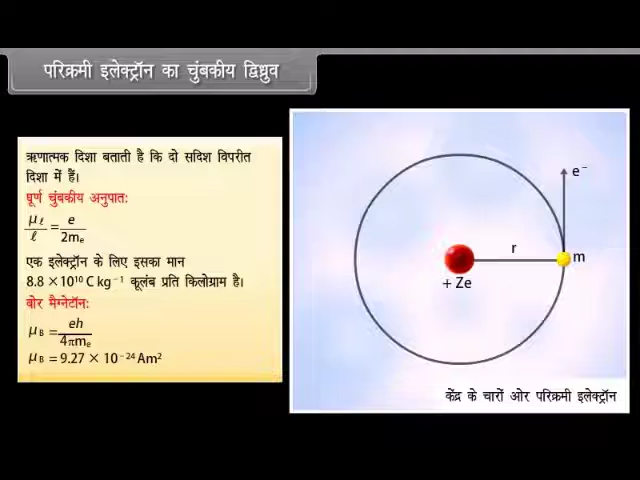 परिक्रमी इलेक्ट्रॉन का चुंबकीय द्विध्रुव
ऋणात्मक दिशा बताती है कि दो सदिश विपरीत
दिशा में हैं।
घूर्ण चुंबकीय अनुपात:
μℓ/ℓ = e/2mₑ
एक इलेक्ट्रॉन के लिए इसका मान
8.8 × 10¹⁰ C kg⁻¹ कूलंब प्रति किलोग्राम है।
बोर मैग्नेटॉन:
μB = eh/4πmₑ
μB = 9.27 × 10⁻²⁴ Am²
e⁻
r
m
+ Ze
केंद्र के चारों ओर परिक्रमी इलेक्ट्रॉन